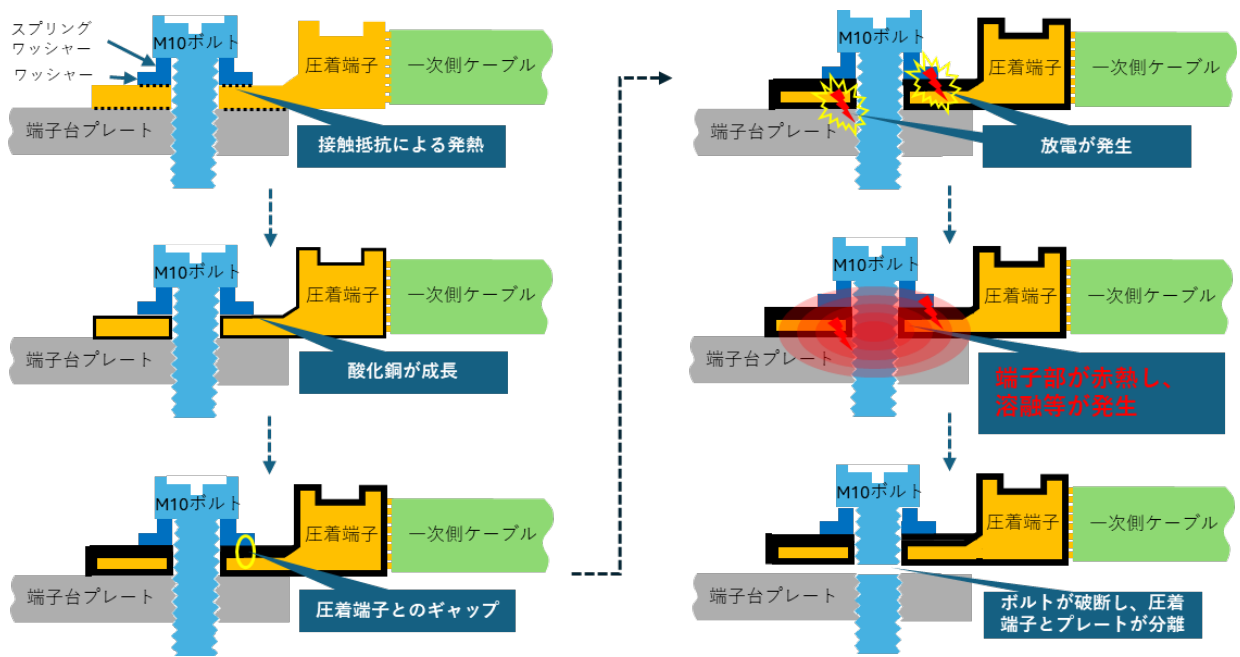 スプリング
ワッシャー
ワッシャー
M10ボルト
圧着端子
一次側ケーブル
端子台プレート
接触抵抗による発熱
M10ボルト
圧着端子
一次側ケーブル
端子台プレート
酸化銅が成長
M10ボルト
圧着端子
一次側ケーブル
端子台プレート
圧着端子とのギャップ
M10ボルト
圧着端子
一次側ケーブル
端子台プレート
放電が発生
M10ボルト
圧着端子
一次側ケーブル
端子台プレート
端子部が赤熱し、
溶融等が発生
M10ボルト
圧着端子
一次側ケーブル
端子台プレート
ボルトが破断し、圧着
端子とプレートが分離